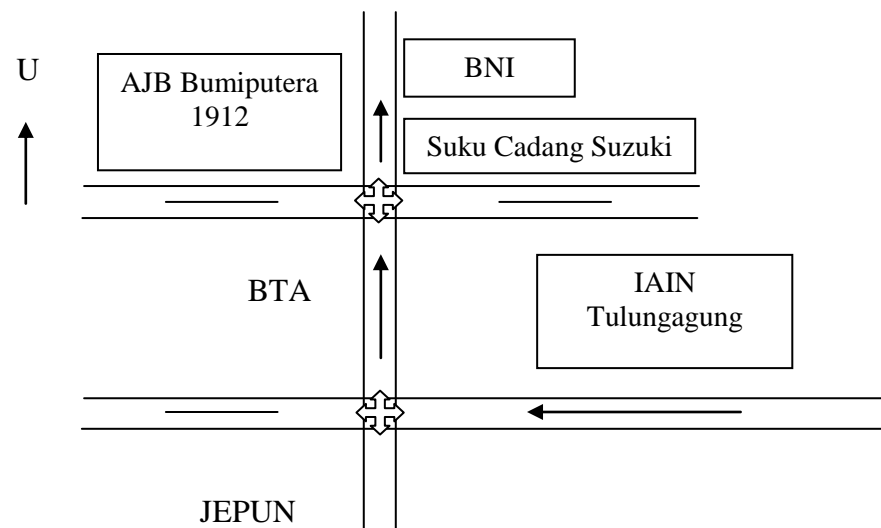 U
AJB Bumiputera
1912
BNI
Suku Cadang Suzuki
BTA
IAIN
Tulungagung
JEPUN